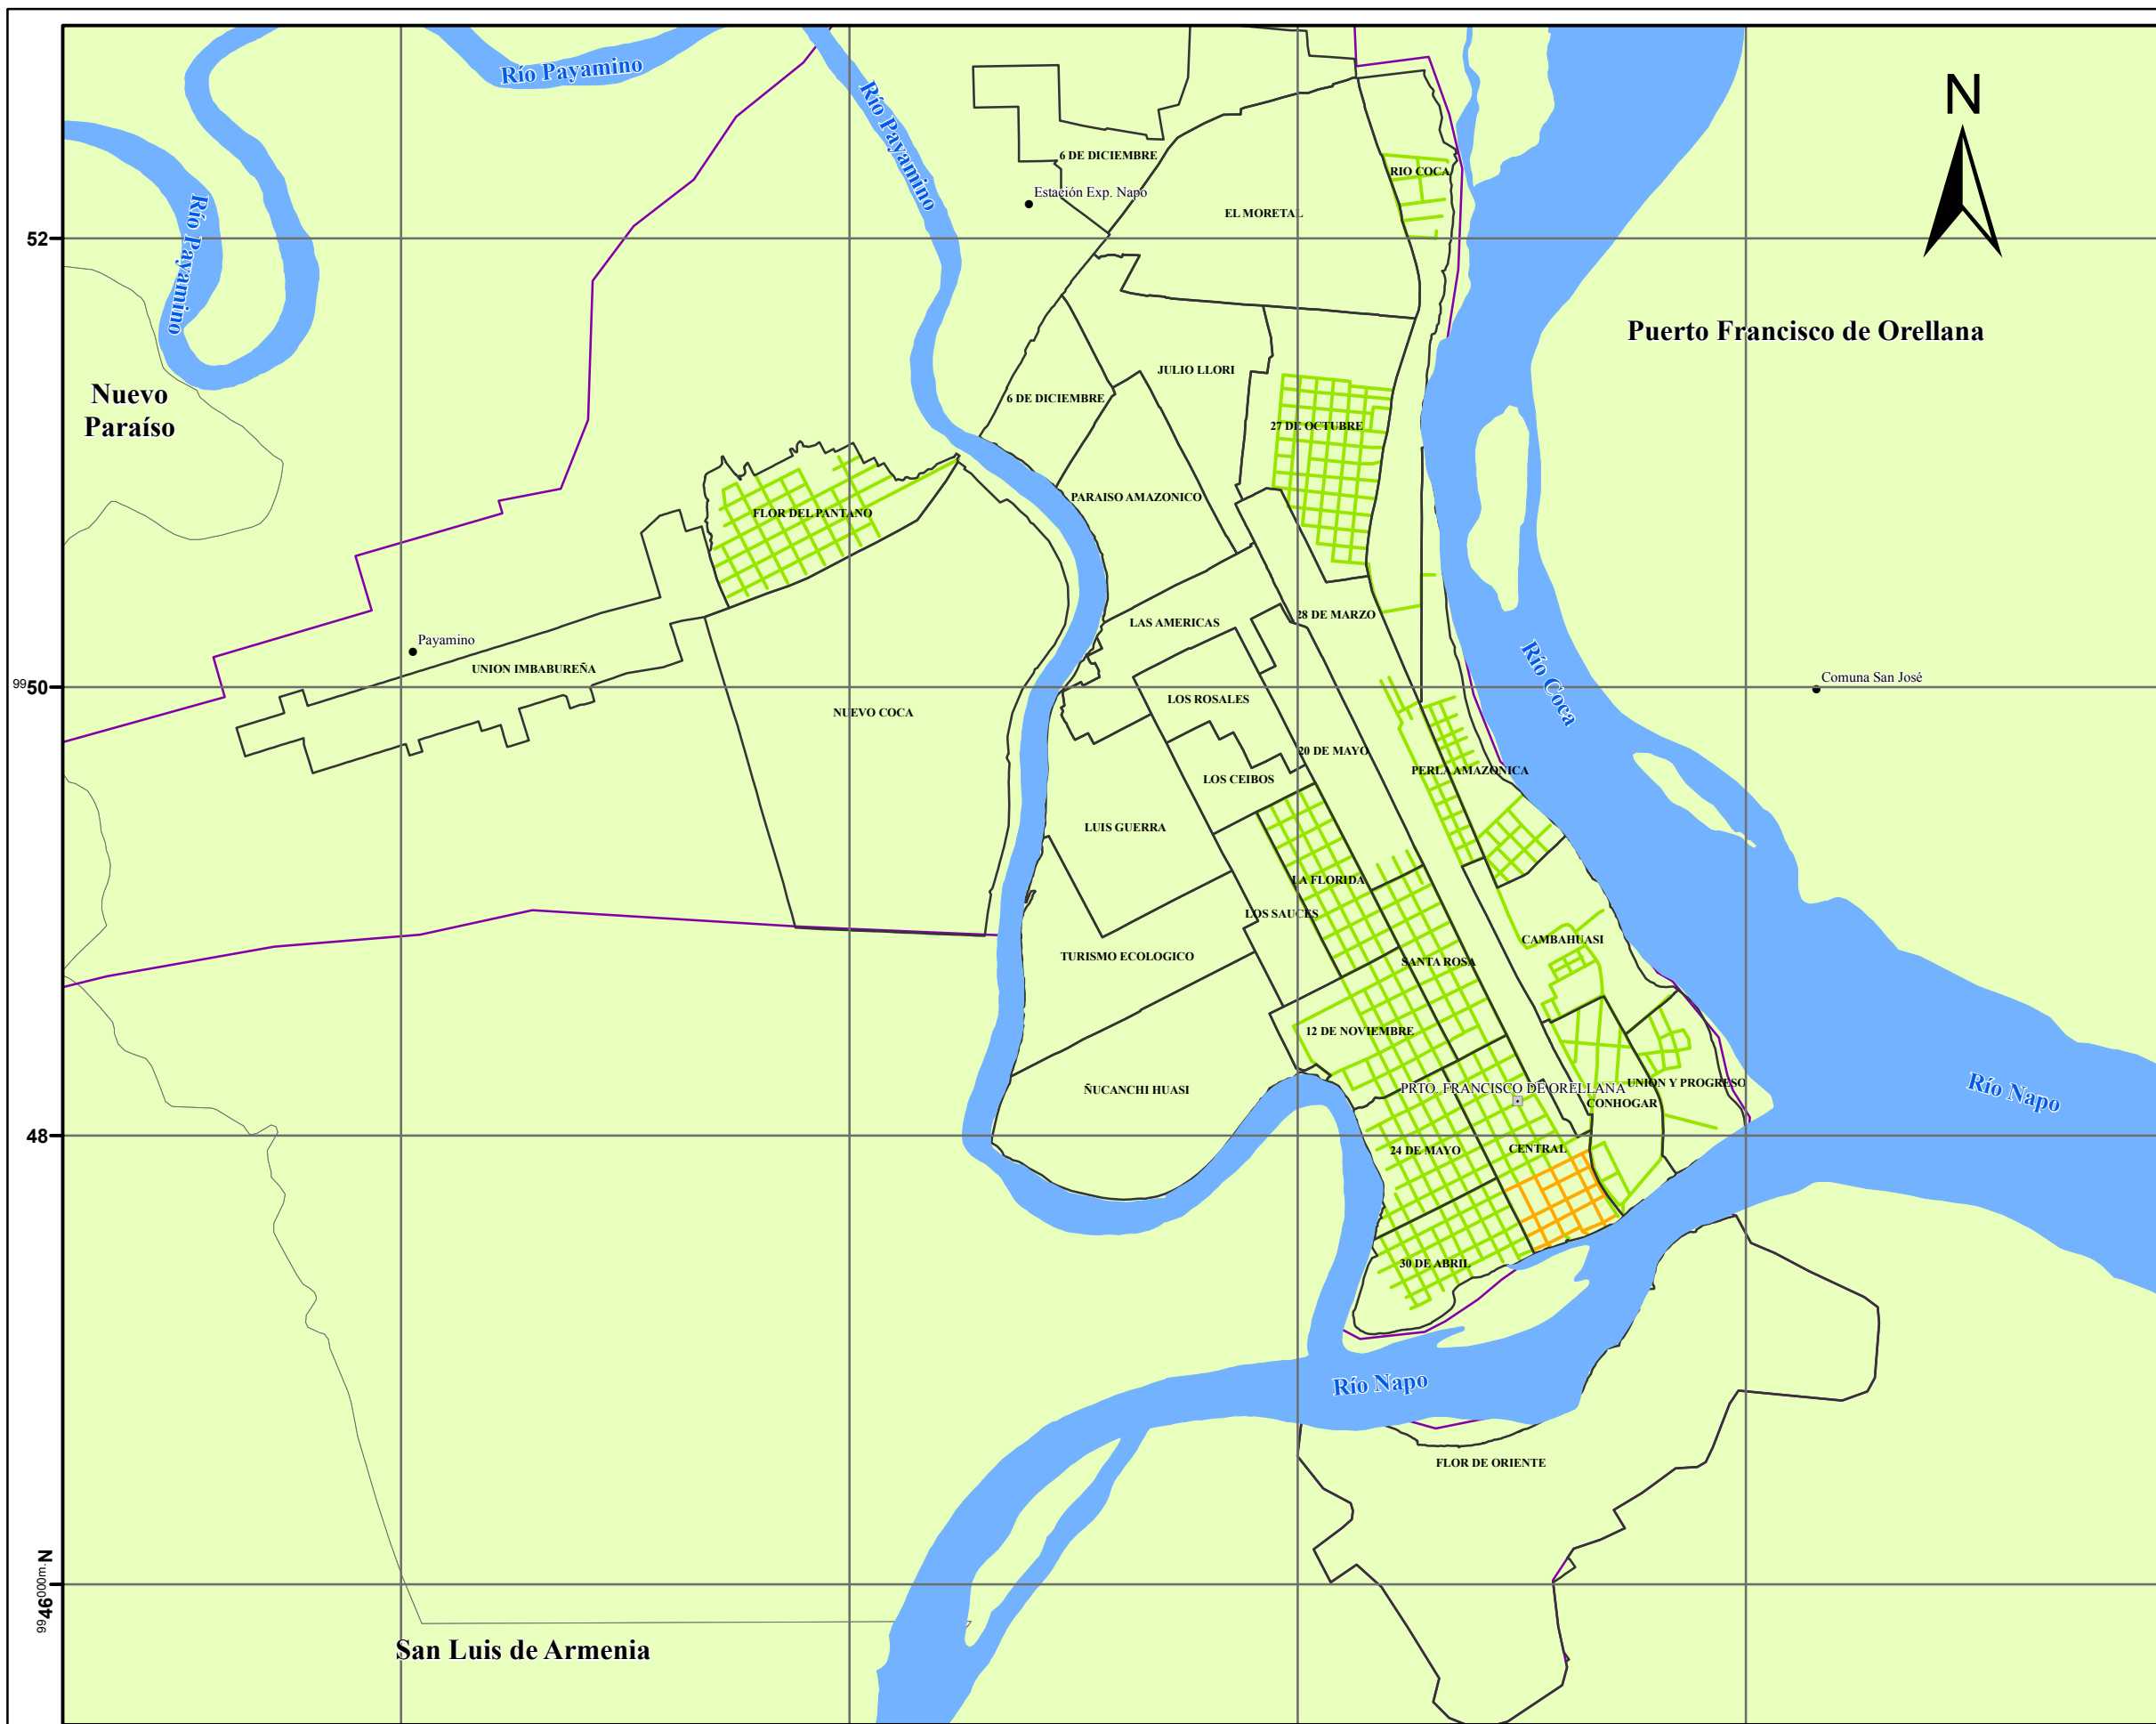 Río Payamino
Río Payamino
Río Payamino
N
6 DE DICIEMBRE
RIO COCA
Estación Exp. Napo
EL MORETAL
52
Puerto Francisco de Orellana
Nuevo
Paraíso
JULIO LLORI
6 DE DICIEMBRE
27 DE OCTUBRE
PARAISO AMAZONICO
FLOR DEL PANTANO
28 DE MARZO
LAS AMERICAS
Payamino
UNION IMBABUREÑA
Río Coca
Comuna San José
9950
LOS ROSALES
NUEVO COCA
20 DE MAYO
PERLA AMAZONICA
LOS CEIBOS
LUIS GUERRA
LA FLORIDA
LOS SAUCES
CAMBAHUASI
TURISMO ECOLOGICO
SANTA ROSA
12 DE NOVIEMBRE
UNION Y PROGRESO
PRTO. FRANCISCO DE ORELLANA
ÑUCANCHI HUASI
CONHOGAR
Río Napo
48
24 DE MAYO
CENTRAL
30 DE ABRIL
Río Napo
FLOR DE ORIENTE
9946000m.N
San Luis de Armenia